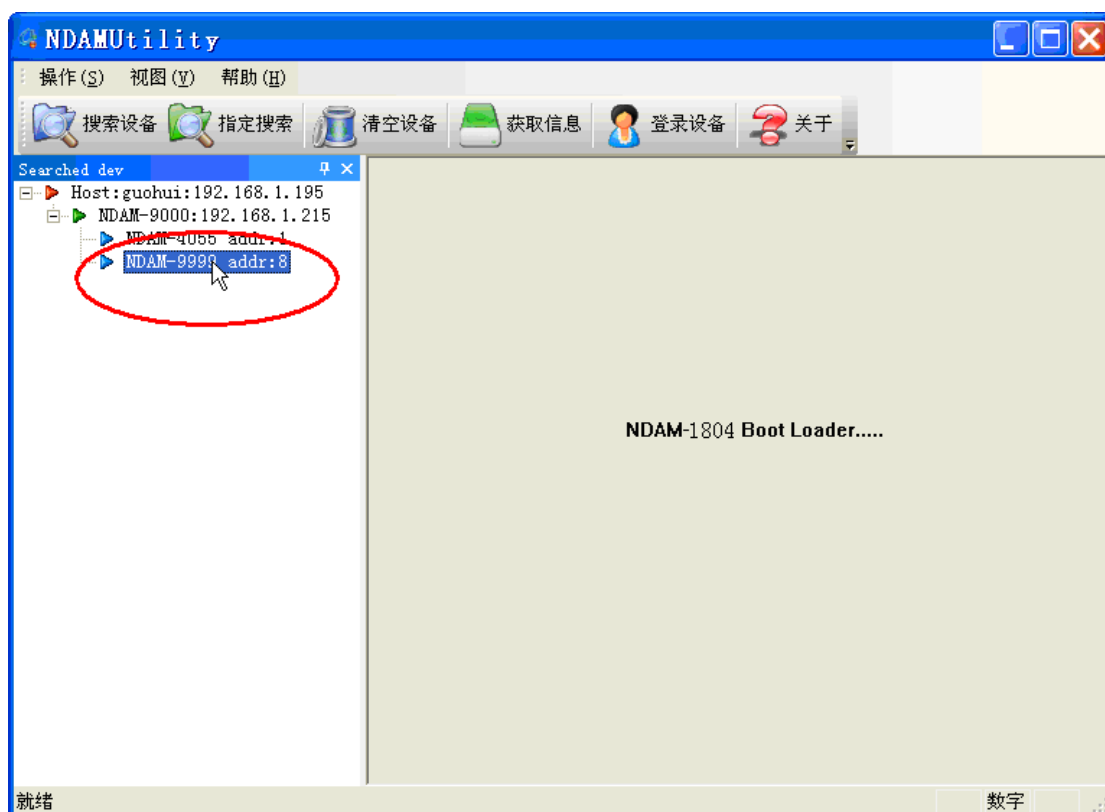 NDAMUtility
操作(S) 视图(V) 帮助(H)
搜索设备 指定搜索 清空设备 获取信息 登录设备 关于
Searched dev
Host:guohui:192.168.1.195
NDAM-9000:192.168.1.215
NDAM-4055 addr:1
NDAM-9999 addr:8
NDAM-1804 Boot Loader.....
就绪 数字